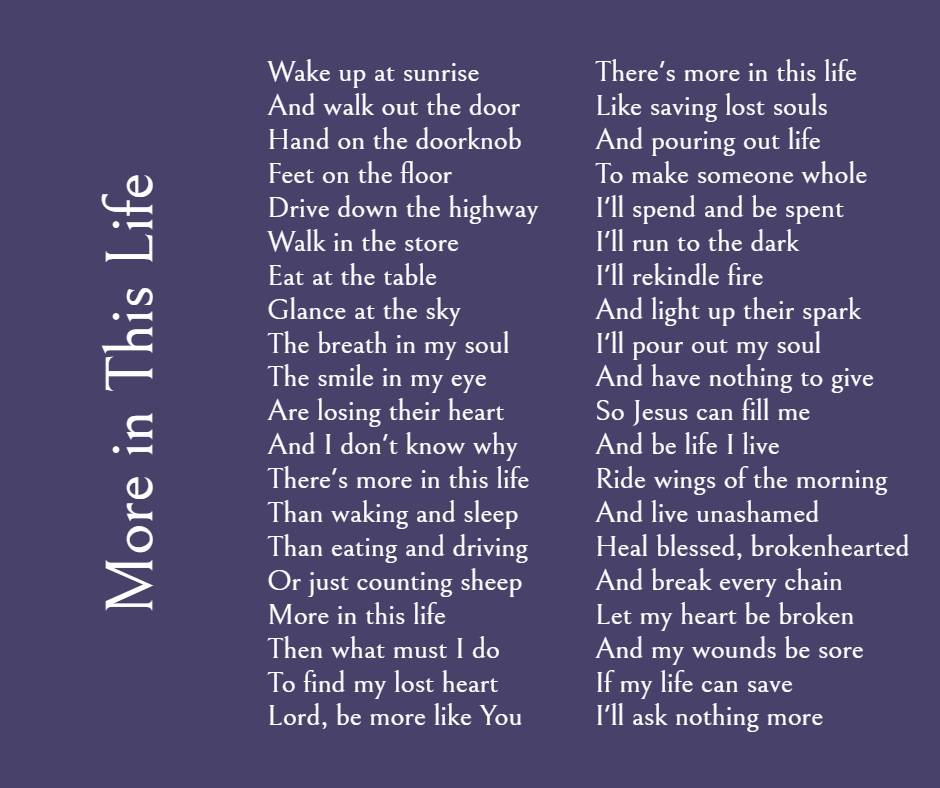 More in This Life
Wake up at sunrise
And walk out the door
Hand on the doorknob
Feet on the floor
Drive down the highway
Walk in the store
Eat at the table
Glance at the sky
The breath in my soul
The smile in my eye
Are losing their heart
And I don't know why
There's more in this life
Than waking and sleep
Than eating and driving
Or just counting sheep
More in this life
Then what must I do
To find my lost heart
Lord, be more like You
There's more in this life
Like saving lost souls
And pouring out life
To make someone whole
I'll spend and be spent
I'll run to the dark
I'll rekindle fire
And light up their spark
I'll pour out my soul
And have nothing to give
So Jesus can fill me
And be life I live
Ride wings of the morning
And live unashamed
Heal blessed, brokenhearted
And break every chain
Let my heart be broken
And my wounds be sore
If my life can save
I'll ask nothing more